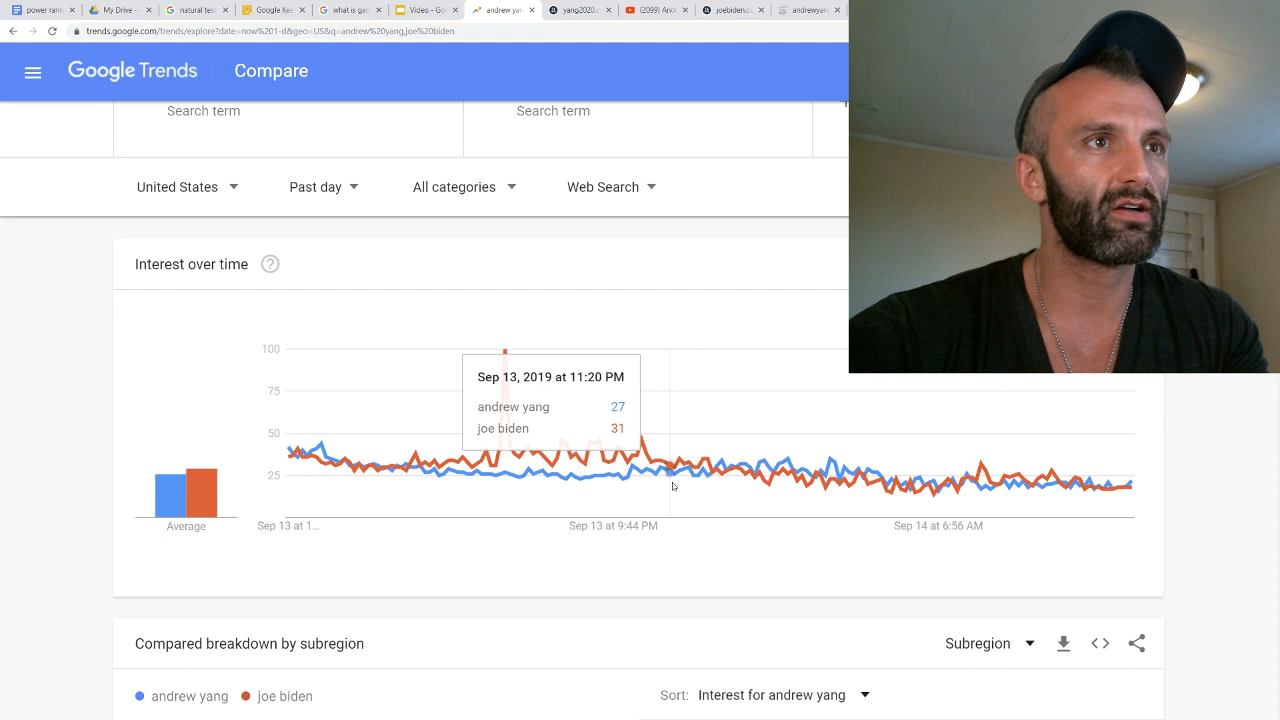 power rank
My Drive -
natural test
Google Kee
what is gam
Video - Go
andrew yan
yang2020.c
(2099) And
joebiden.co
andrewyan
trends.google.com/trends/explore?date=now%201-d&geo=US&q=andrew%20yang,joe%20biden
Google Trends Compare
Search term Search term
United States Past day All categories Web Search
Interest over time ?
100
75
50
25
Sep 13, 2019 at 11:20 PM
andrew yang 27
joe biden 31
Average
Sep 13 at 1... Sep 13 at 9:44 PM Sep 14 at 6:56 AM
Compared breakdown by subregion Subregion
andrew yang joe biden Sort: Interest for andrew yang